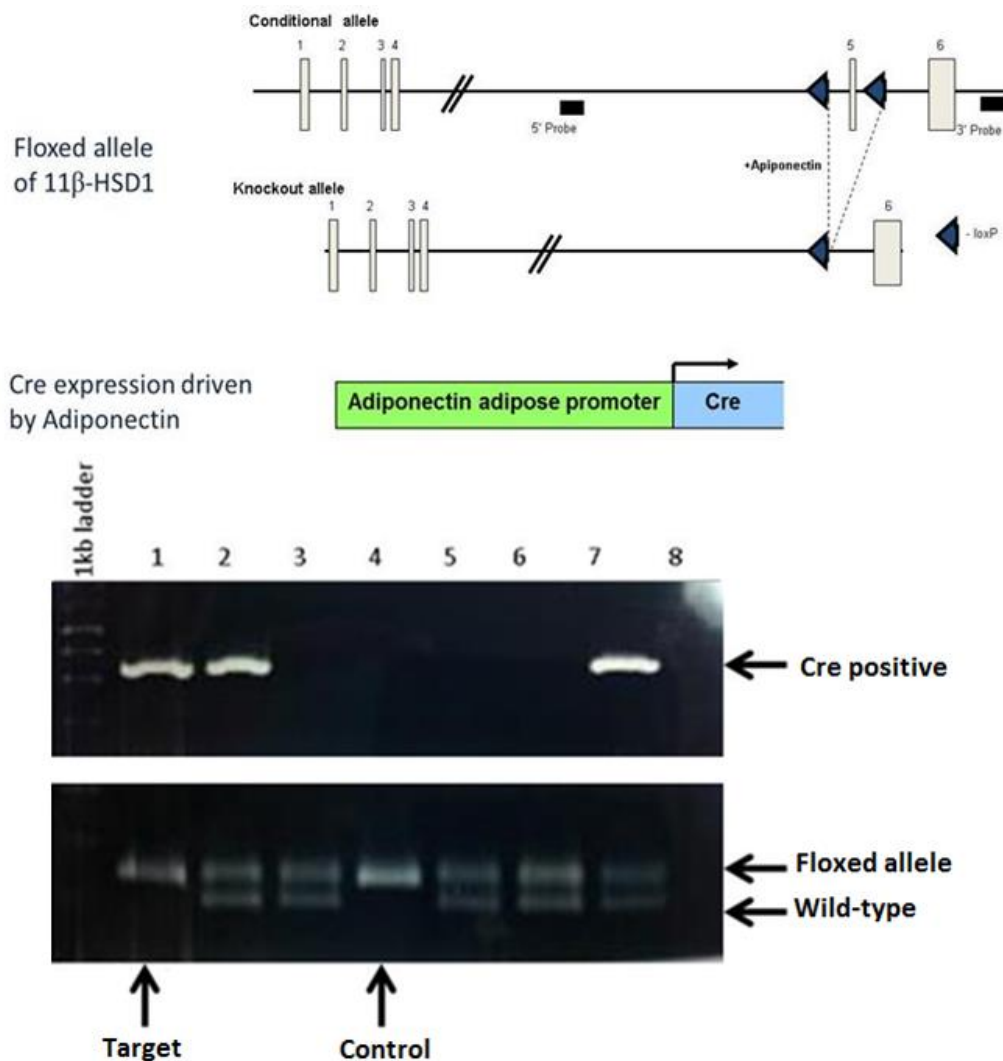 Conditional allele
1 2 3 4 5 6
5' Probe
3' Probe
Floxed allele
of 11β-HSD1
+Apiponectin
Knockout allele
1 2 3 4 6
- loxP
Cre expression driven
by Adiponectin
Adiponectin adipose promoter
Cre
1kb ladder
1 2 3 4 5 6 7 8
Cre positive
Floxed allele
Wild-type
Target
Control